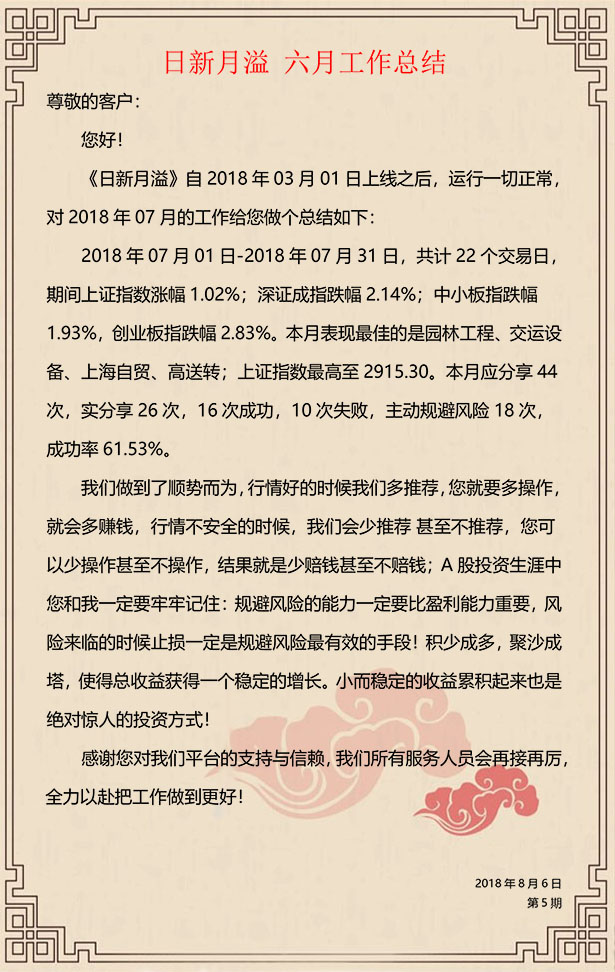 日新月溢 六月工作总结
尊敬的客户：
您好！
《日新月溢》自 2018 年 03 月 01 日上线之后，运行一切正常，
对 2018 年 07 月的工作给您做个总结如下：
2018 年 07 月 01 日-2018 年 07 月 31 日，共计 22 个交易日，
期间上证指数涨幅 1.02%；深证成指跌幅 2.14%；中小板指跌幅
1.93%，创业板指跌幅 2.83%。本月表现最佳的是园林工程、交运设
备、上海自贸、高送转；上证指数最高至 2915.30。本月应分享 44
次，实分享 26 次，16 次成功，10 次失败，主动规避风险 18 次，
成功率 61.53%。
我们做到了顺势而为，行情好的时候我们多推荐，您就要多操作，
就会多赚钱，行情不安全的时候，我们会少推荐 甚至不推荐，您可
以少操作甚至不操作，结果就是少赔钱甚至不赔钱；A 股投资生涯中
您和我一定要牢牢记住：规避风险的能力一定要比盈利能力重要，风
险来临的时候止损一定是规避风险最有效的手段！积少成多，聚沙成
塔，使得总收益获得一个稳定的增长。小而稳定的收益累积起来也是
绝对惊人的投资方式！
感谢您对我们平台的支持与信赖，我们所有服务人员会再接再厉，
全力以赴把工作做到更好！
2018 年 8 月 6 日
第 5 期